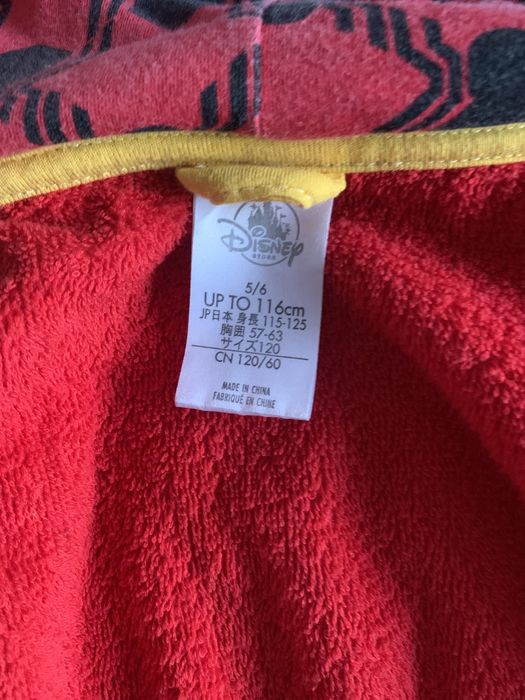 Disney
STORE
5/6
UP TO 116cm
JP日本 身長 115-125
胸囲 57-63
サイズ120
CN 120/60
MADE IN CHINA
FABRIQUÉ EN CHINE